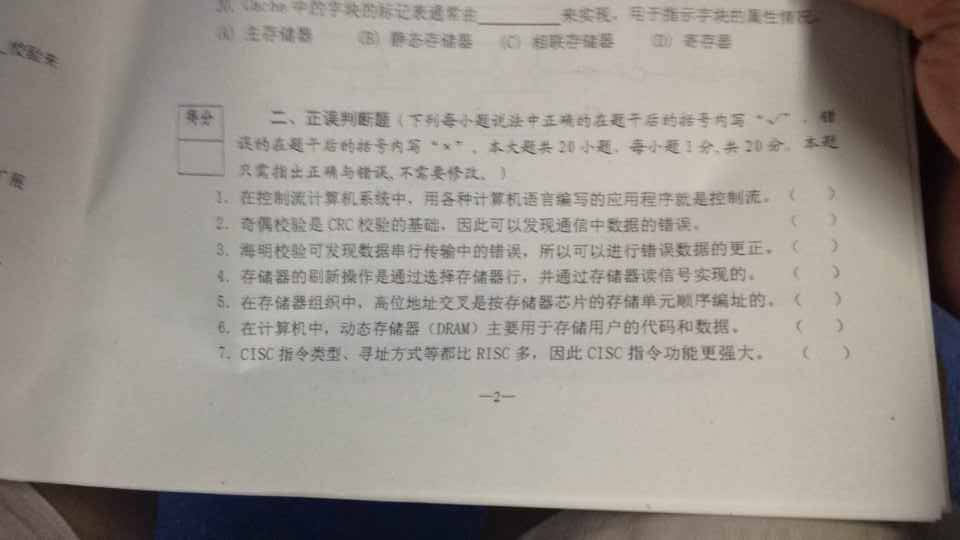 30. Cache 中的字块的标记表通常由________来实现，用于指示字块的属性情况。
(A) 主存储器 (B) 静态存储器 (C) 相联存储器 (D) 寄存器
校验来
扩展
得分
二、正误判断题（下列每小题说法中正确的在题干后的括号内写“√”，错
误的在题干后的括号内写“×”，本大题共 20 小题，每小题 1 分、共 20 分。本题
只需指出正确与错误、不需要修改。）
1. 在控制流计算机系统中，用各种计算机语言编写的应用程序就是控制流。（ ）
2. 奇偶校验是 CRC 校验的基础，因此可以发现通信中数据的错误。（ ）
3. 海明校验可发现数据串行传输中的错误，所以可以进行错误数据的更正。（ ）
4. 存储器的刷新操作是通过选择存储器行，并通过存储器读信号实现的。（ ）
5. 在存储器组织中，高位地址交叉是按存储器芯片的存储单元顺序编址的。（ ）
6. 在计算机中，动态存储器（DRAM）主要用于存储用户的代码和数据。（ ）
7. CISC 指令类型、寻址方式等都比 RISC 多，因此 CISC 指令功能更强大。（ ）
—2—